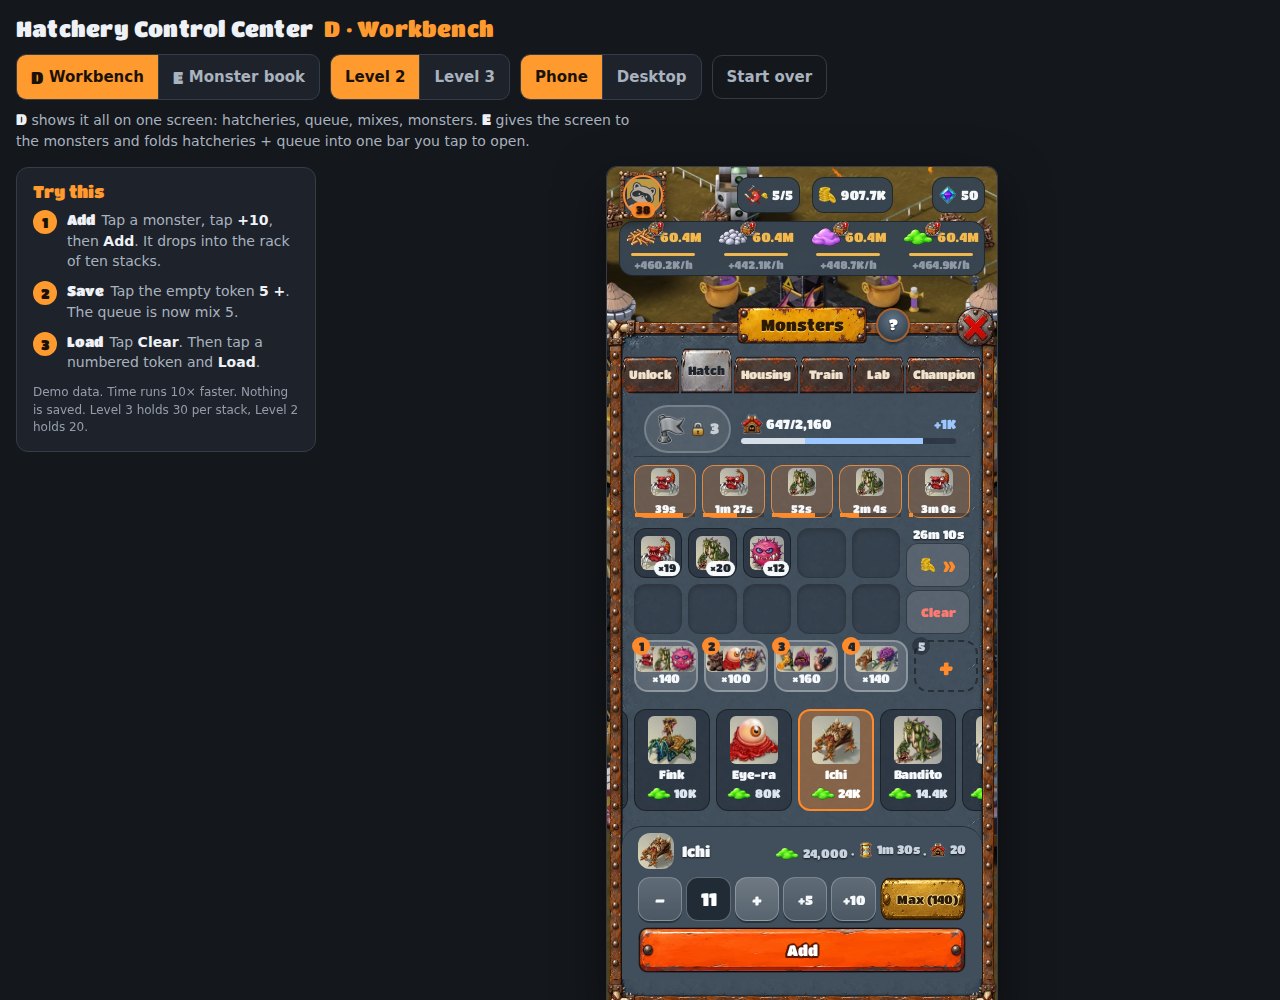 Hatchery Control Center D · Workbench
D Workbench E Monster book Level 2 Level 3 Phone Desktop Start over
D shows it all on one screen: hatcheries, queue, mixes, monsters. E gives the screen to
the monsters and folds hatcheries + queue into one bar you tap to open.
Try this
1 Add Tap a monster, tap +10,
then Add. It drops into the rack
of ten stacks.
2 Save Tap the empty token 5 +.
The queue is now mix 5.
3 Load Tap Clear. Then tap a
numbered token and Load.
Demo data. Time runs 10× faster. Nothing
is saved. Level 3 holds 30 per stack, Level 2
holds 20.
30 5/5 907.7K 50
60.4M 60.4M 60.4M 60.4M
+460.2K/h +442.1K/h +448.7K/h +464.9K/h
Monsters ?
Unlock Hatch Housing Train Lab Champion
3 647/2,160 +1K
39s 1m 27s 52s 2m 4s 3m 0s
26m 10s
×19 ×20 ×12 »
Clear
1 2 3 4 5
×140 ×100 ×160 ×140 +
Fink Eye-ra Ichi Bandito
10K 80K 24K 14.4K
Ichi 24,000 · 1m 30s · 20
− 11 + +5 +10 Max (140)
Add